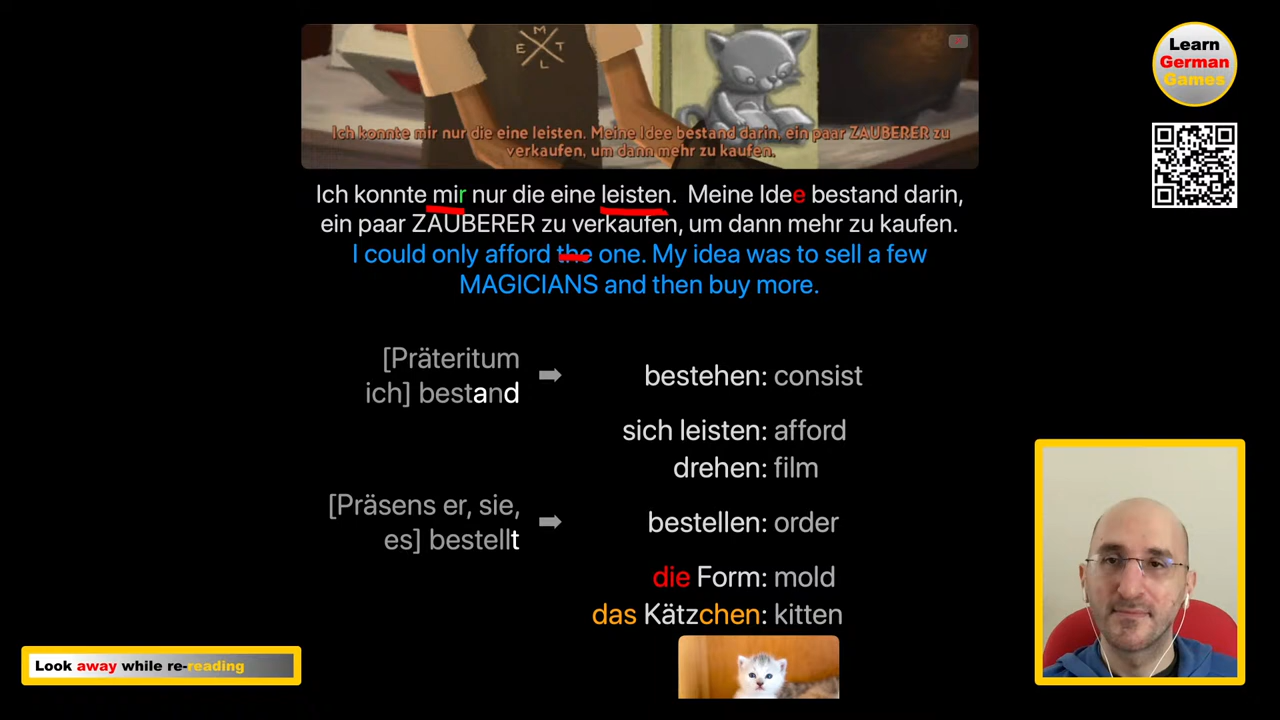 M
E T
L
Ich konnte mir nur die eine leisten. Meine Idee bestand darin, ein paar ZAUBERER zu
verkaufen, um dann mehr zu kaufen.
Learn
German
Games
Ich konnte mir nur die eine leisten. Meine Idee bestand darin,
ein paar ZAUBERER zu verkaufen, um dann mehr zu kaufen.
I could only afford the one. My idea was to sell a few
MAGICIANS and then buy more.
[Präteritum
ich] bestand
➡
bestehen: consist
sich leisten: afford
drehen: film
[Präsens er, sie,
es] bestellt
➡
bestellen: order
die Form: mold
das Kätzchen: kitten
Look away while re-reading